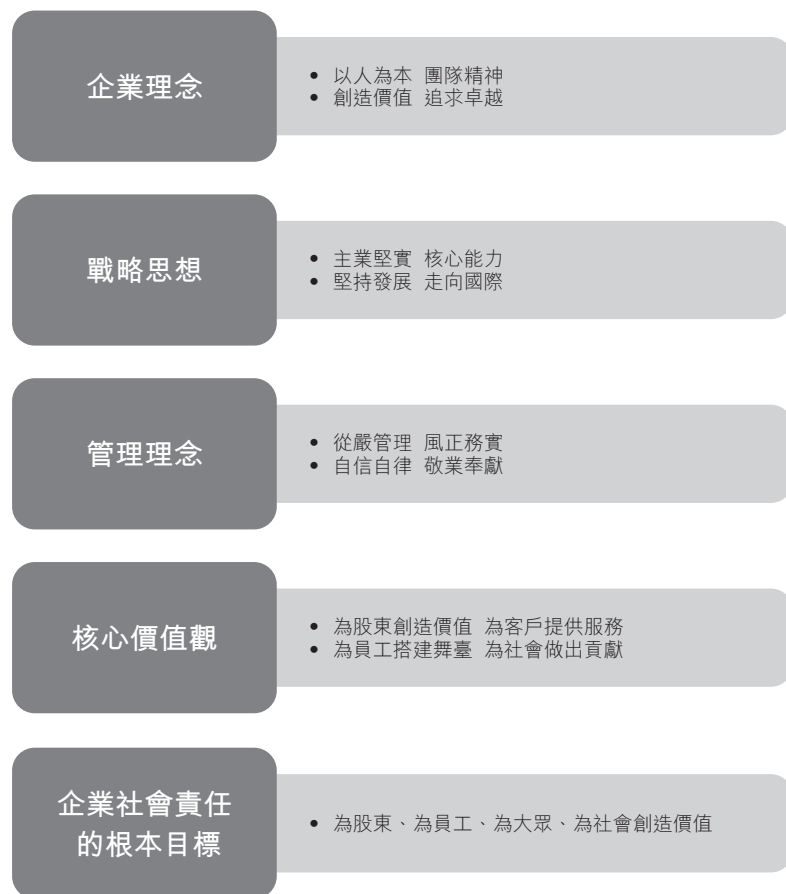 企業理念
• 以人為本 團隊精神
• 創造價值 追求卓越
戰略思想
• 主業堅實 核心能力
• 堅持發展 走向國際
管理理念
• 從嚴管理 風正務實
• 自信自律 敬業奉獻
核心價值觀
• 為股東創造價值 為客戶提供服務
• 為員工搭建舞臺 為社會做出貢獻
企業社會責任
的根本目標
• 為股東、為員工、為大眾、為社會創造價值